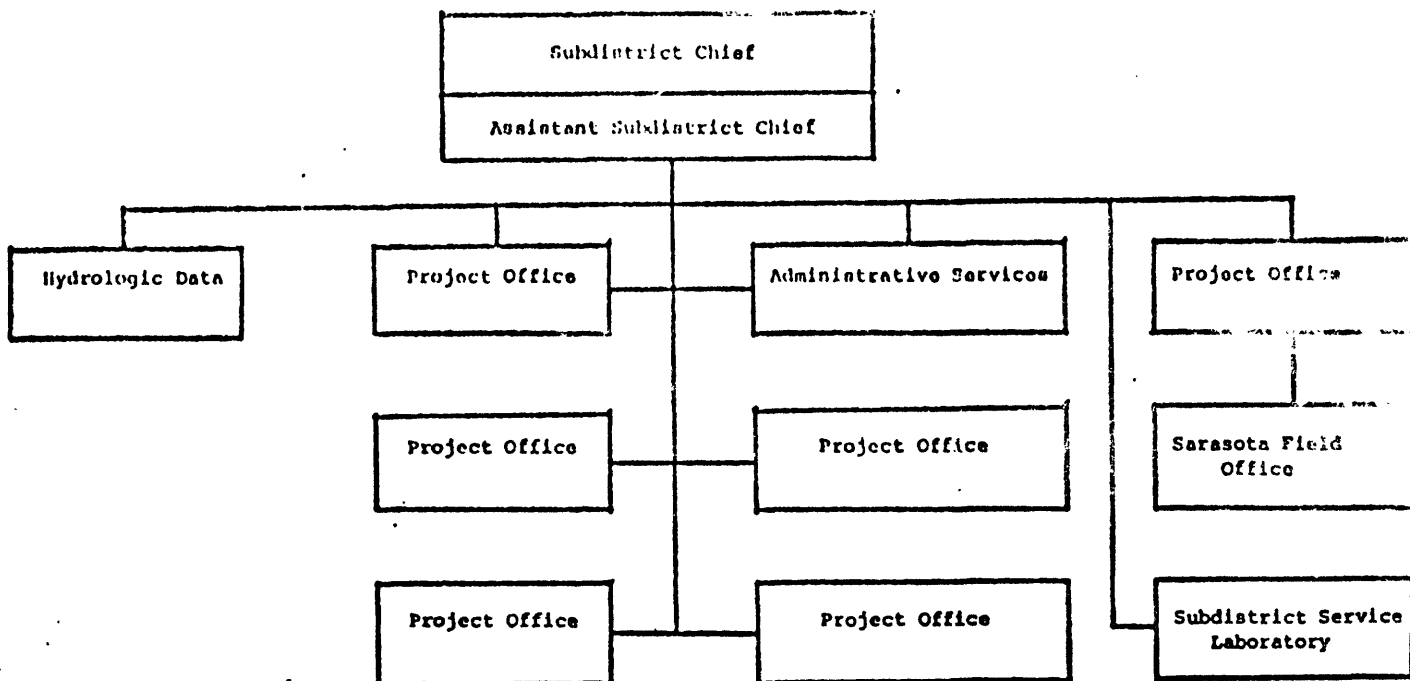 Subdistrict Chief
Assistant Subdistrict Chief
Hydrologic Data
Project Office
Administrative Services
Project Office
Project Office
Project Office
Sarasota Field
Office
Project Office
Project Office
Subdistrict Service
Laboratory